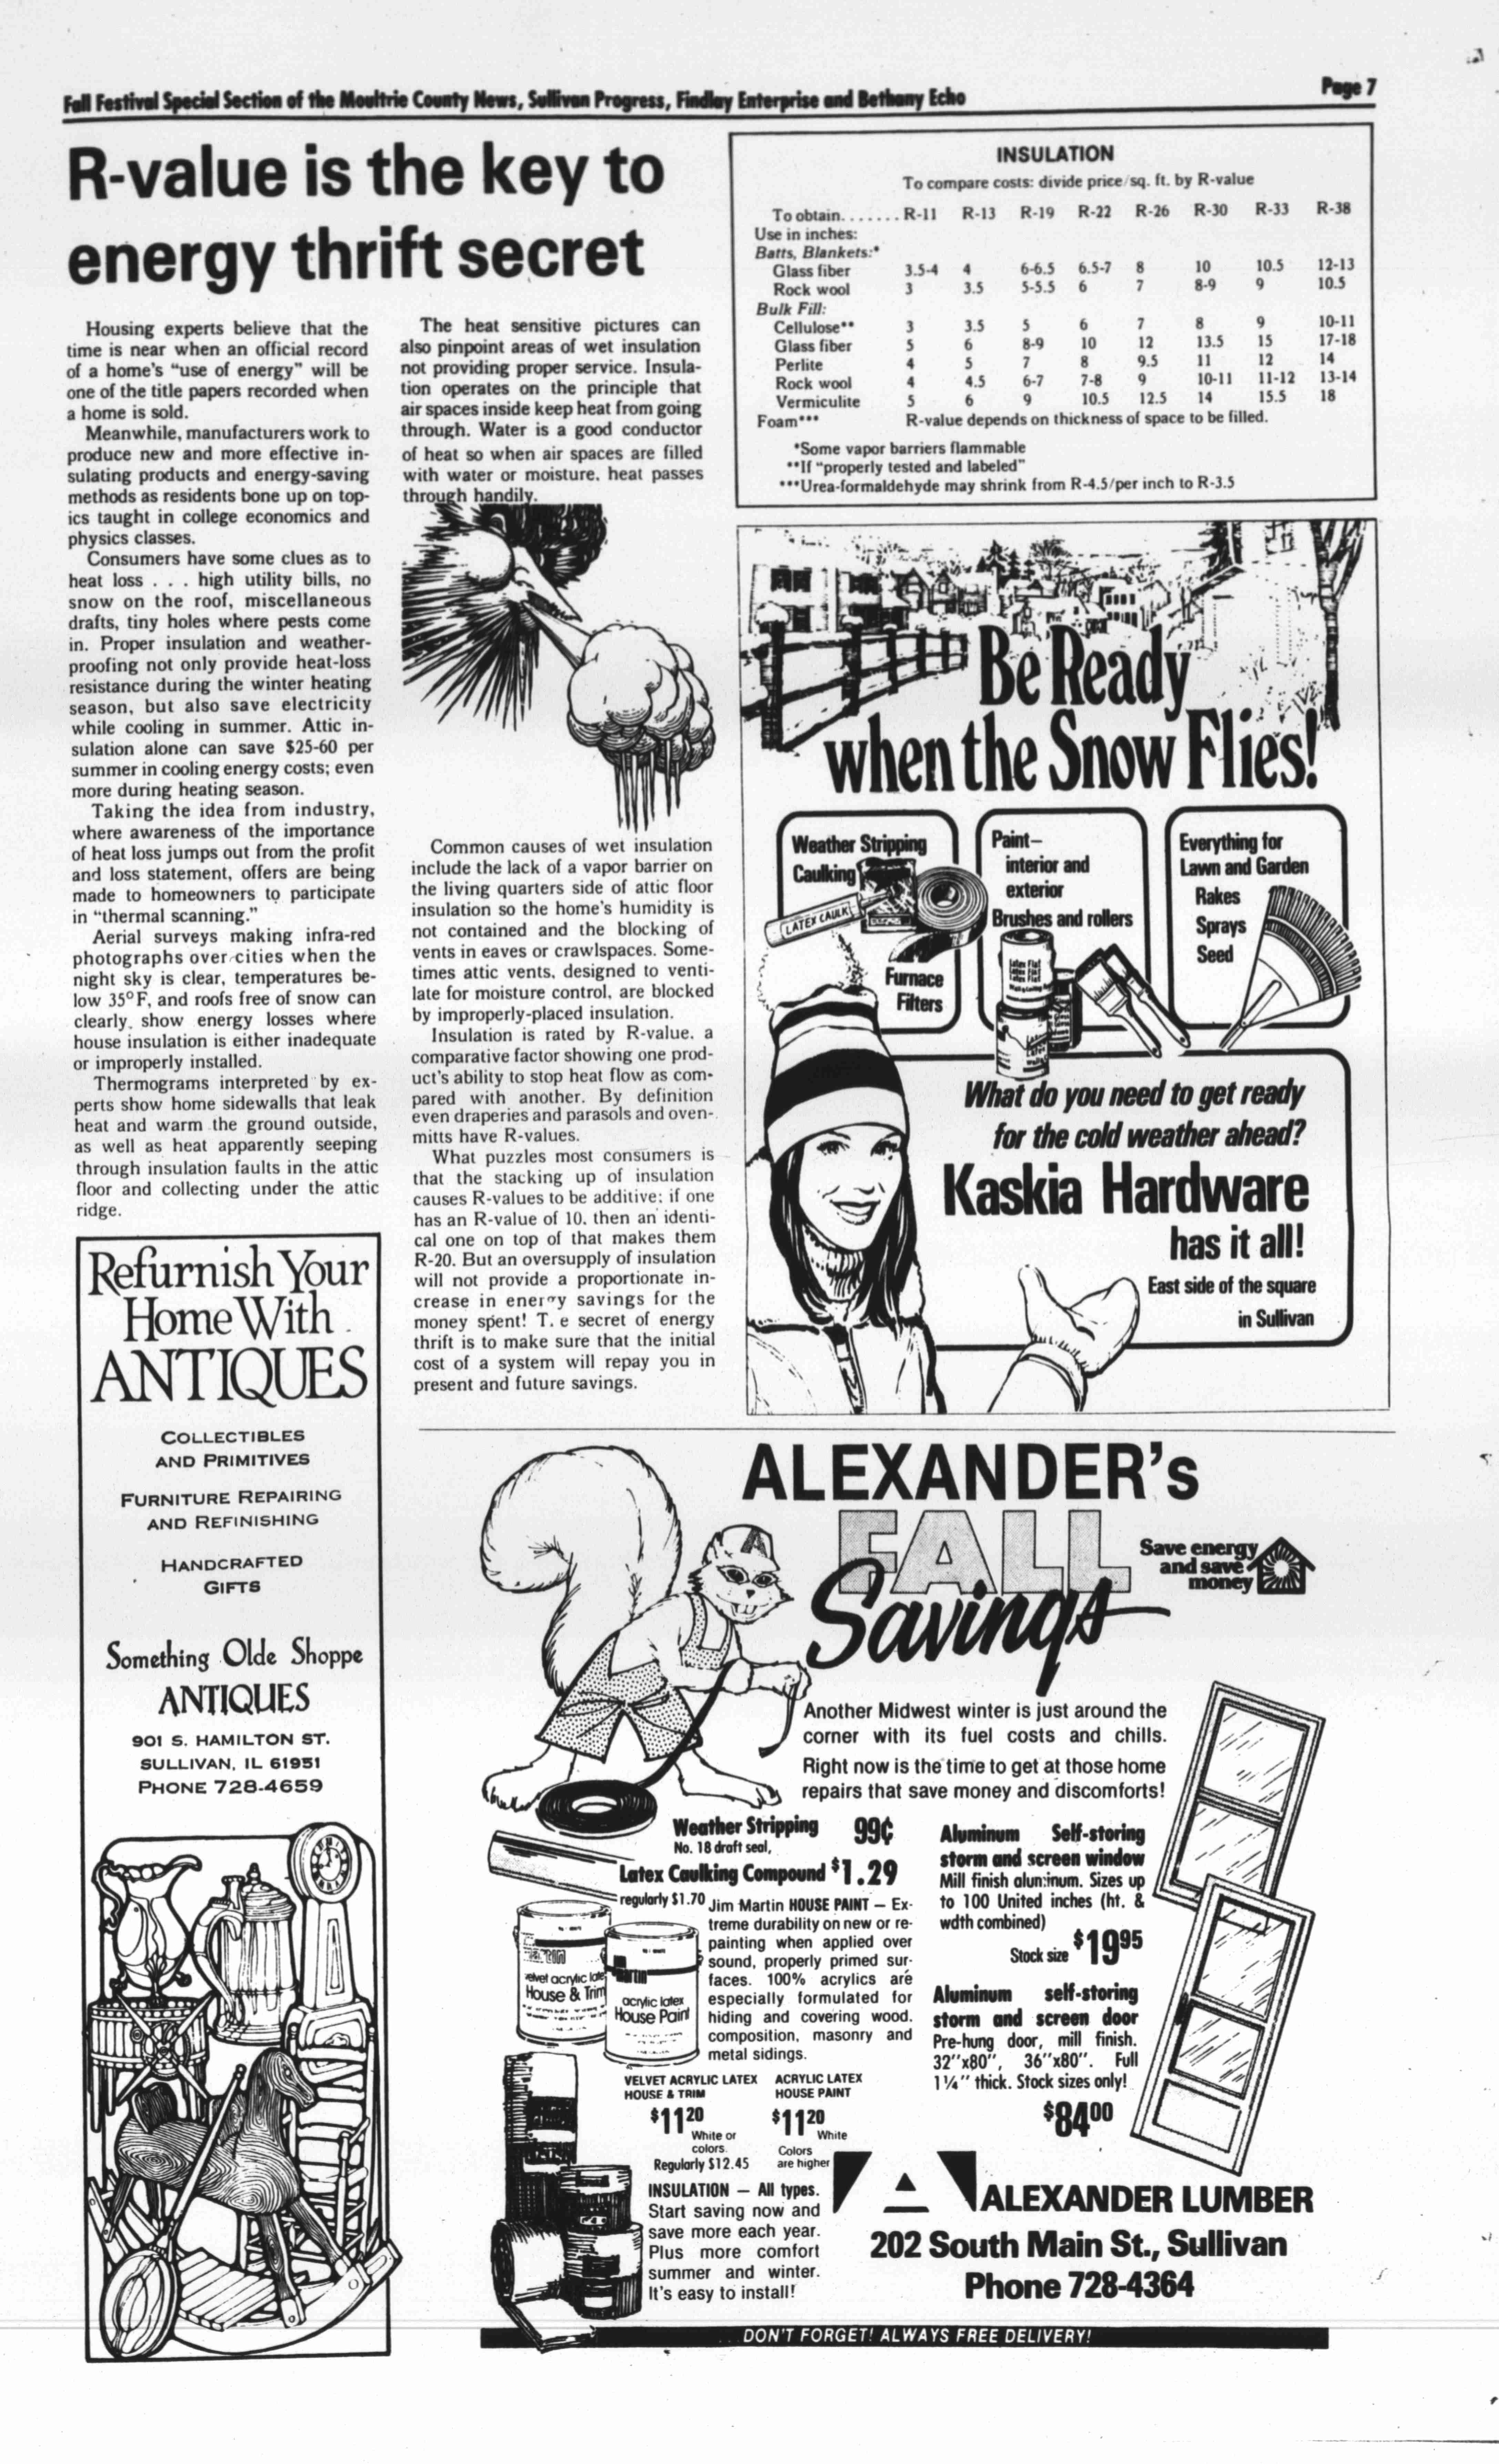 Fall Festival Special Section of the Moultrie County News, Sullivan Progress, Findlay Enterprise and Bethany Echo
Page 7
R-value is the key to
energy thrift secret
Housing experts believe that the
time is near when an official record
of a home's “use of energy” will be
one of the title papers recorded when
a home is sold.
Meanwhile, manufacturers work to
produce new and more effective in-
sulating products and energy-saving
methods as residents bone up on top-
ics taught in college economics and
physics classes.
Consumers have some clues as to
heat loss . . . high utility bills, no
snow on the roof, miscellaneous
drafts, tiny holes where pests come
in. Proper insulation and weather-
proofing not only provide heat-loss
resistance during the winter heating
season, but also save electricity
while cooling in summer. Attic in-
sulation alone can save $25-60 per
summer in cooling energy costs; even
more during heating season.
Taking the idea from industry,
where awareness of the importance
of heat loss jumps out from the profit
and loss statement, offers are being
made to homeowners to participate
in “thermal scanning.”
Aerial surveys making infra-red
photographs over cities when the
night sky is clear, temperatures be-
low 35°F, and roofs free of snow can
clearly show energy losses where
house insulation is either inadequate
or improperly installed.
Thermograms interpreted by ex-
perts show home sidewalls that leak
heat and warm the ground outside,
as well as heat apparently seeping
through insulation faults in the attic
floor and collecting under the attic
ridge.
The heat sensitive pictures can
also pinpoint areas of wet insulation
not providing proper service. Insula-
tion operates on the principle that
air spaces inside keep heat from going
through. Water is a good conductor
of heat so when air spaces are filled
with water or moisture, heat passes
through handily.
Common causes of wet insulation
include the lack of a vapor barrier on
the living quarters side of attic floor
insulation so the home's humidity is
not contained and the blocking of
vents in eaves or crawlspaces. Some-
times attic vents, designed to venti-
late for moisture control, are blocked
by improperly-placed insulation.
Insulation is rated by R-value, a
comparative factor showing one prod-
uct's ability to stop heat flow as com-
pared with another. By definition
even draperies and parasols and oven-
mitts have R-values.
What puzzles most consumers is
that the stacking up of insulation
causes R-values to be additive; if one
has an R-value of 10, then an identi-
cal one on top of that makes them
R-20. But an oversupply of insulation
will not provide a proportionate in-
crease in energy savings for the
money spent! T. e secret of energy
thrift is to make sure that the initial
cost of a system will repay you in
present and future savings.
INSULATION
To compare costs: divide price/sq. ft. by R-value
To obtain....... R-11 R-13 R-19 R-22 R-26 R-30 R-33 R-38
Use in inches:
Batts, Blankets:*
Glass fiber 3.5-4 4 6-6.5 6.5-7 8 10 10.5 12-13
Rock wool 3 3.5 5-5.5 6 7 8-9 9 10.5
Bulk Fill:
Cellulose** 3 3.5 5 6 7 8 9 10-11
Glass fiber 5 6 8-9 10 12 13.5 15 17-18
Perlite 4 5 7 8 9.5 11 12 14
Rock wool 4 4.5 6-7 7-8 9 10-11 11-12 13-14
Vermiculite 5 6 9 10.5 12.5 14 15.5 18
Foam*** R-value depends on thickness of space to be filled.
*Some vapor barriers flammable
**If “properly tested and labeled”
***Urea-formaldehyde may shrink from R-4.5/per inch to R-3.5
Be Ready
when the Snow Flies!
Weather Stripping
Caulking
LATEX CAULK
Furnace
Filters
Paint—
interior and
exterior
Brushes and rollers
Latex Flat
Latex Flat
Latex Flat
Everything for
Lawn and Garden
Rakes
Sprays
Seed
What do you need to get ready
for the cold weather ahead?
Kaskia Hardware
has it all!
East side of the square
in Sullivan
Refurnish Your
Home With
ANTIQUES
COLLECTIBLES
AND PRIMITIVES
FURNITURE REPAIRING
AND REFINISHING
HANDCRAFTED
GIFTS
Something Olde Shoppe
ANTIQUES
901 S. HAMILTON ST.
SULLIVAN, IL 61951
PHONE 728-4659
ALEXANDER's
FALL
Savings
Save energy
and save
money
A
Another Midwest winter is just around the
corner with its fuel costs and chills.
Right now is the time to get at those home
repairs that save money and discomforts!
Weather Stripping 99¢
No. 18 draft seal,
Latex Caulking Compound $1.29
regularly $1.70
Jim Martin HOUSE PAINT — Ex-
treme durability on new or re-
painting when applied over
sound, properly primed sur-
faces. 100% acrylics are
especially formulated for
hiding and covering wood,
composition, masonry and
metal sidings.
velvet acrylic latex
House & Trim
martin
acrylic latex
House Paint
VELVET ACRYLIC LATEX
HOUSE & TRIM
$11.20
White or
colors
Regularly $12.45
ACRYLIC LATEX
HOUSE PAINT
$11.20
White
Colors
are higher
INSULATION — All types.
Start saving now and
save more each year.
Plus more comfort
summer and winter.
It's easy to install!
Aluminum Self-storing
storm and screen window
Mill finish aluminum. Sizes up
to 100 United inches (ht. &
wdth combined)
Stock size $19.95
Aluminum self-storing
storm and screen door
Pre-hung door, mill finish.
32"x80", 36"x80". Full
1¼" thick. Stock sizes only!
$84.00
ALEXANDER LUMBER
202 South Main St., Sullivan
Phone 728-4364
DON'T FORGET! ALWAYS FREE DELIVERY!